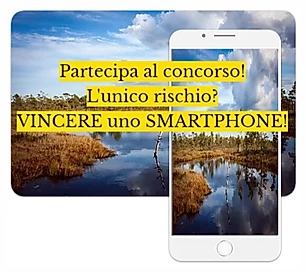 Partecipa al concorso!
L'unico rischio?
VINCERE uno SMARTPHONE!